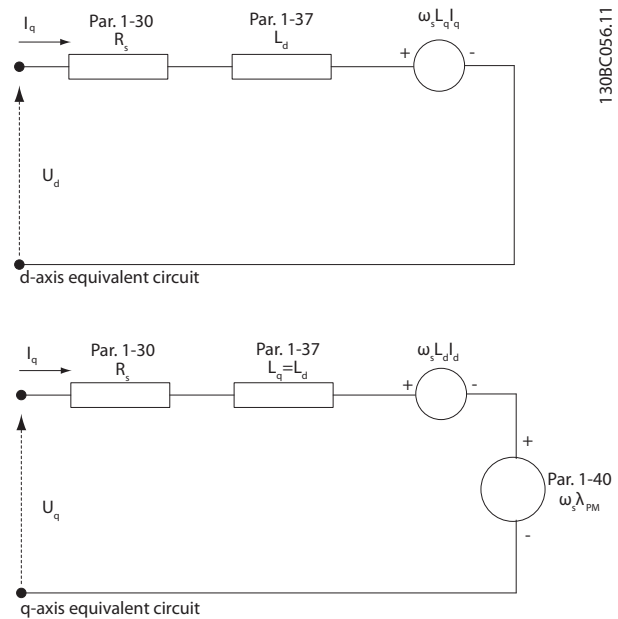 I_q
Par. 1-30
R_s
Par. 1-37
L_d
ω_sL_qI_q
+ -
U_d
d-axis equivalent circuit
130BC056.11
I_q
Par. 1-30
R_s
Par. 1-37
L_q=L_d
ω_sL_dI_d
+ -
+
Par. 1-40
ω_sλ_PM
-
U_q
q-axis equivalent circuit